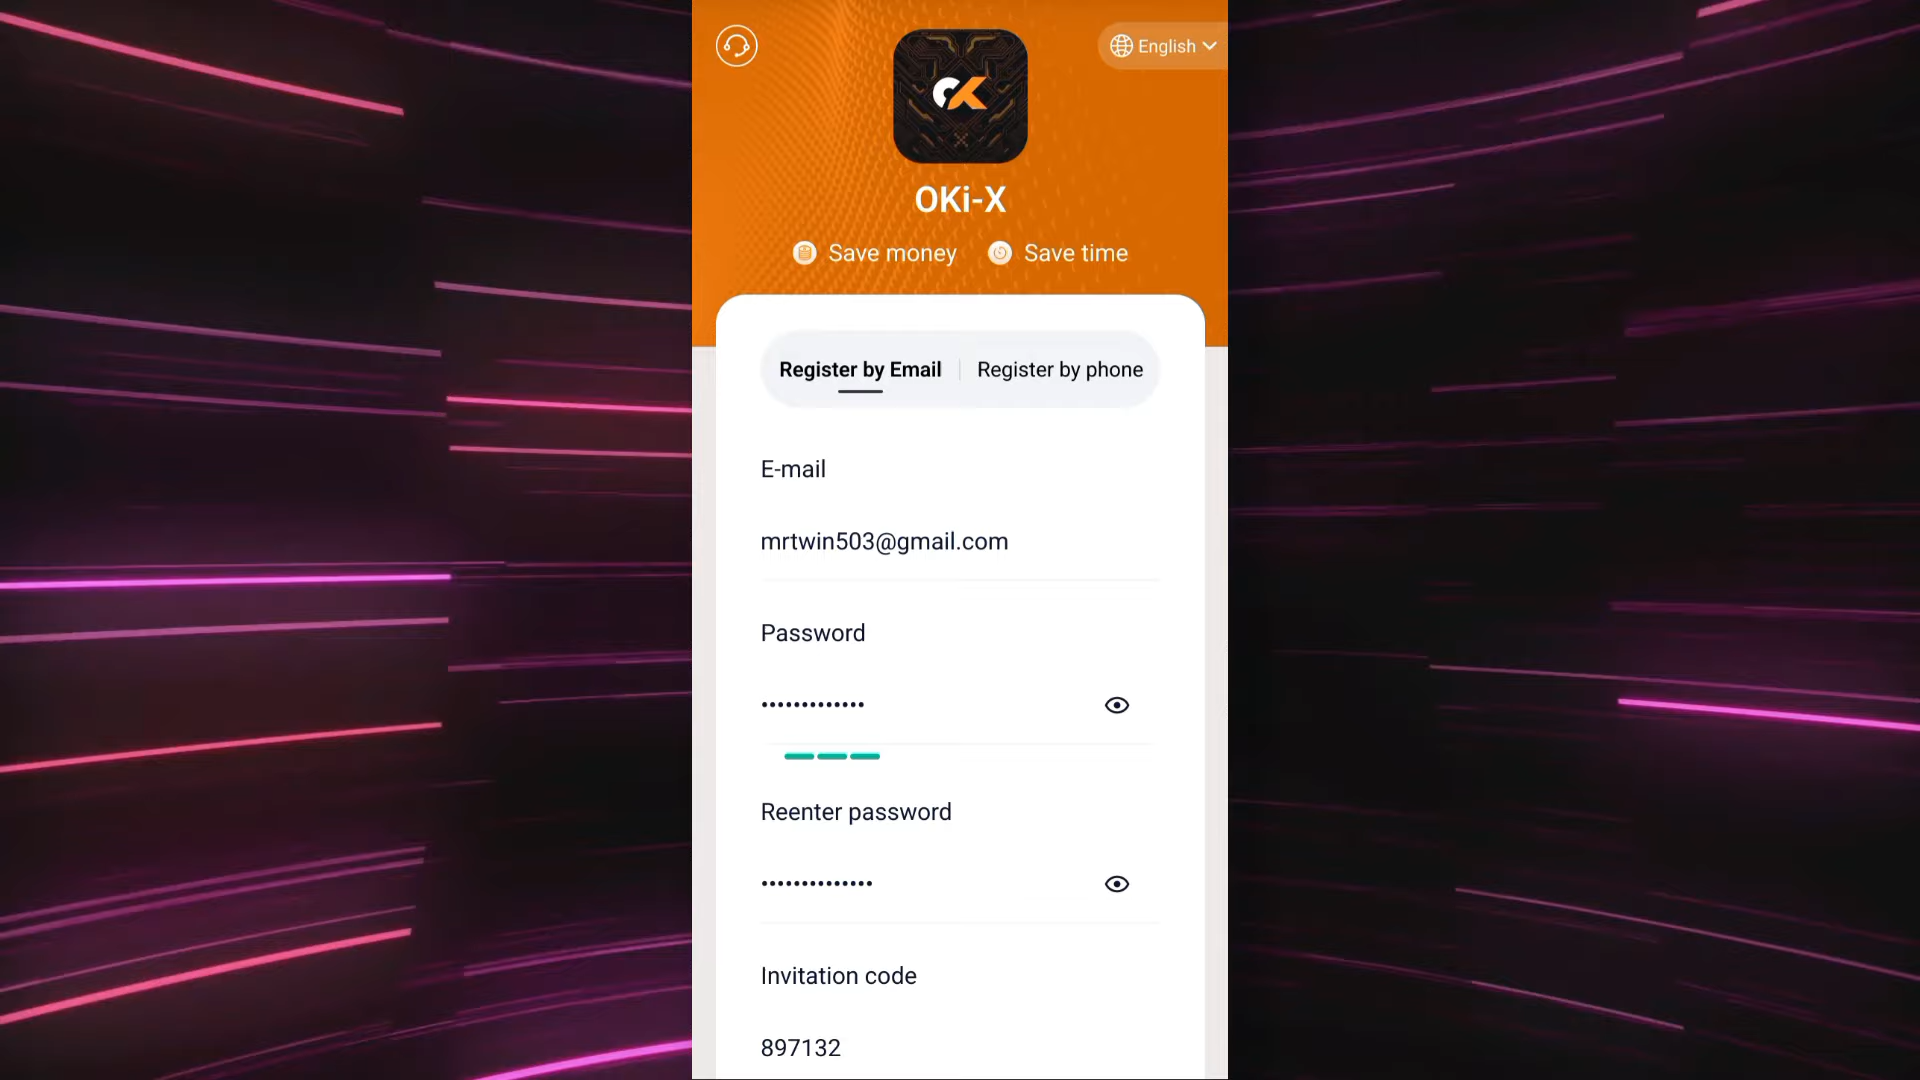 English
OKi-X
Save money Save time
Register by Email Register by phone
E-mail
mrtwin503@gmail.com
Password
•••••••••••••
Reenter password
••••••••••••••
Invitation code
897132